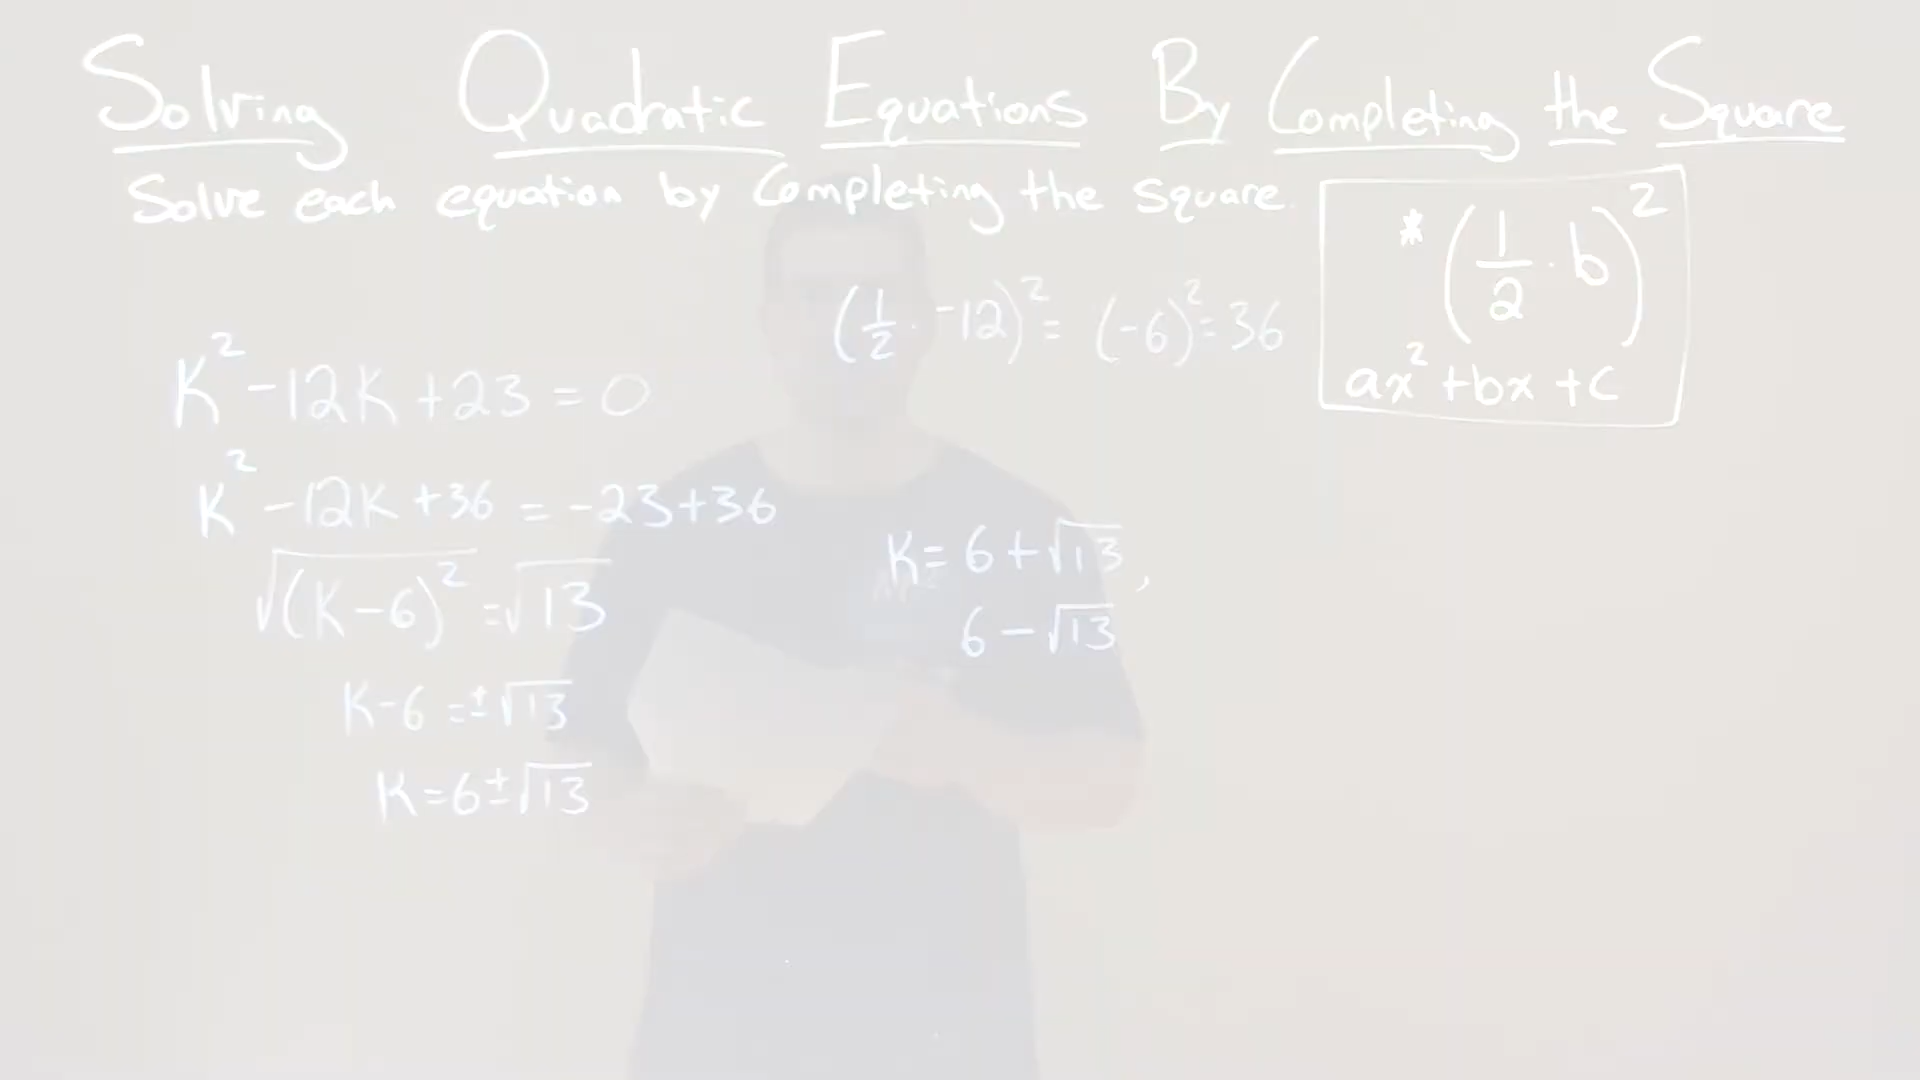 Solving Quadratic Equations By Completing the Square
Solve each equation by Completing the square.
* (1/2 · b)²
ax² + bx + c
(1/2 · -12)² = (-6)² = 36
K² - 12K + 23 = 0
K² - 12K + 36 = -23 + 36
√(K - 6)² = √13
K - 6 = ± √13
K = 6 ± √13
K = 6 + √13 ,
6 - √13